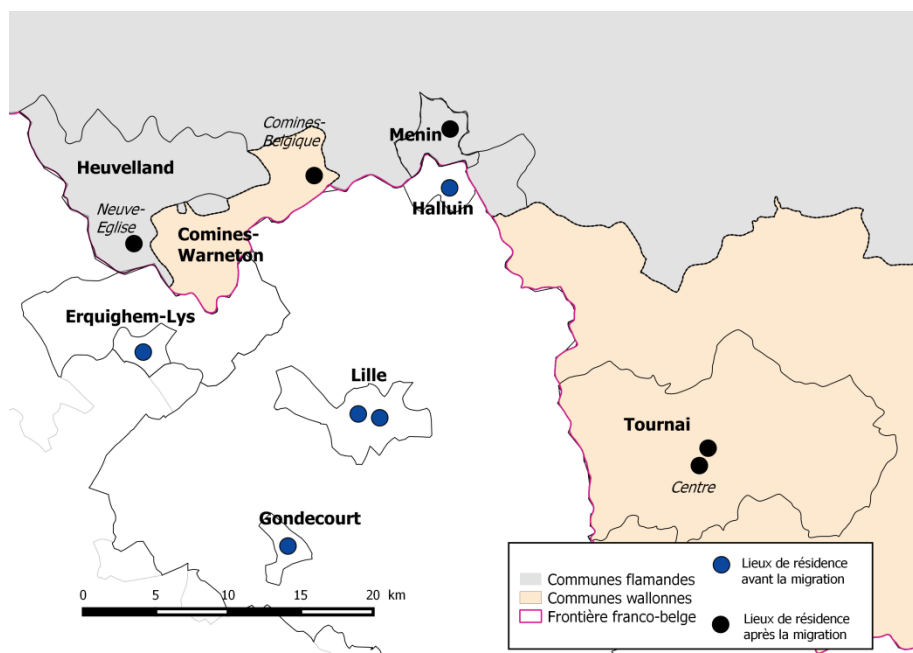 Comines-
Belgique
Menin
Heuvelland
Halluin
Neuve-
Eglise
Comines-
Warneton
Erquighem-Lys
Lille
Tournai
Centre
Gondecourt
0 5 10 15 20 km
Communes flamandes
Communes wallonnes
Frontière franco-belge
Lieux de résidence
avant la migration
Lieux de résidence
après la migration